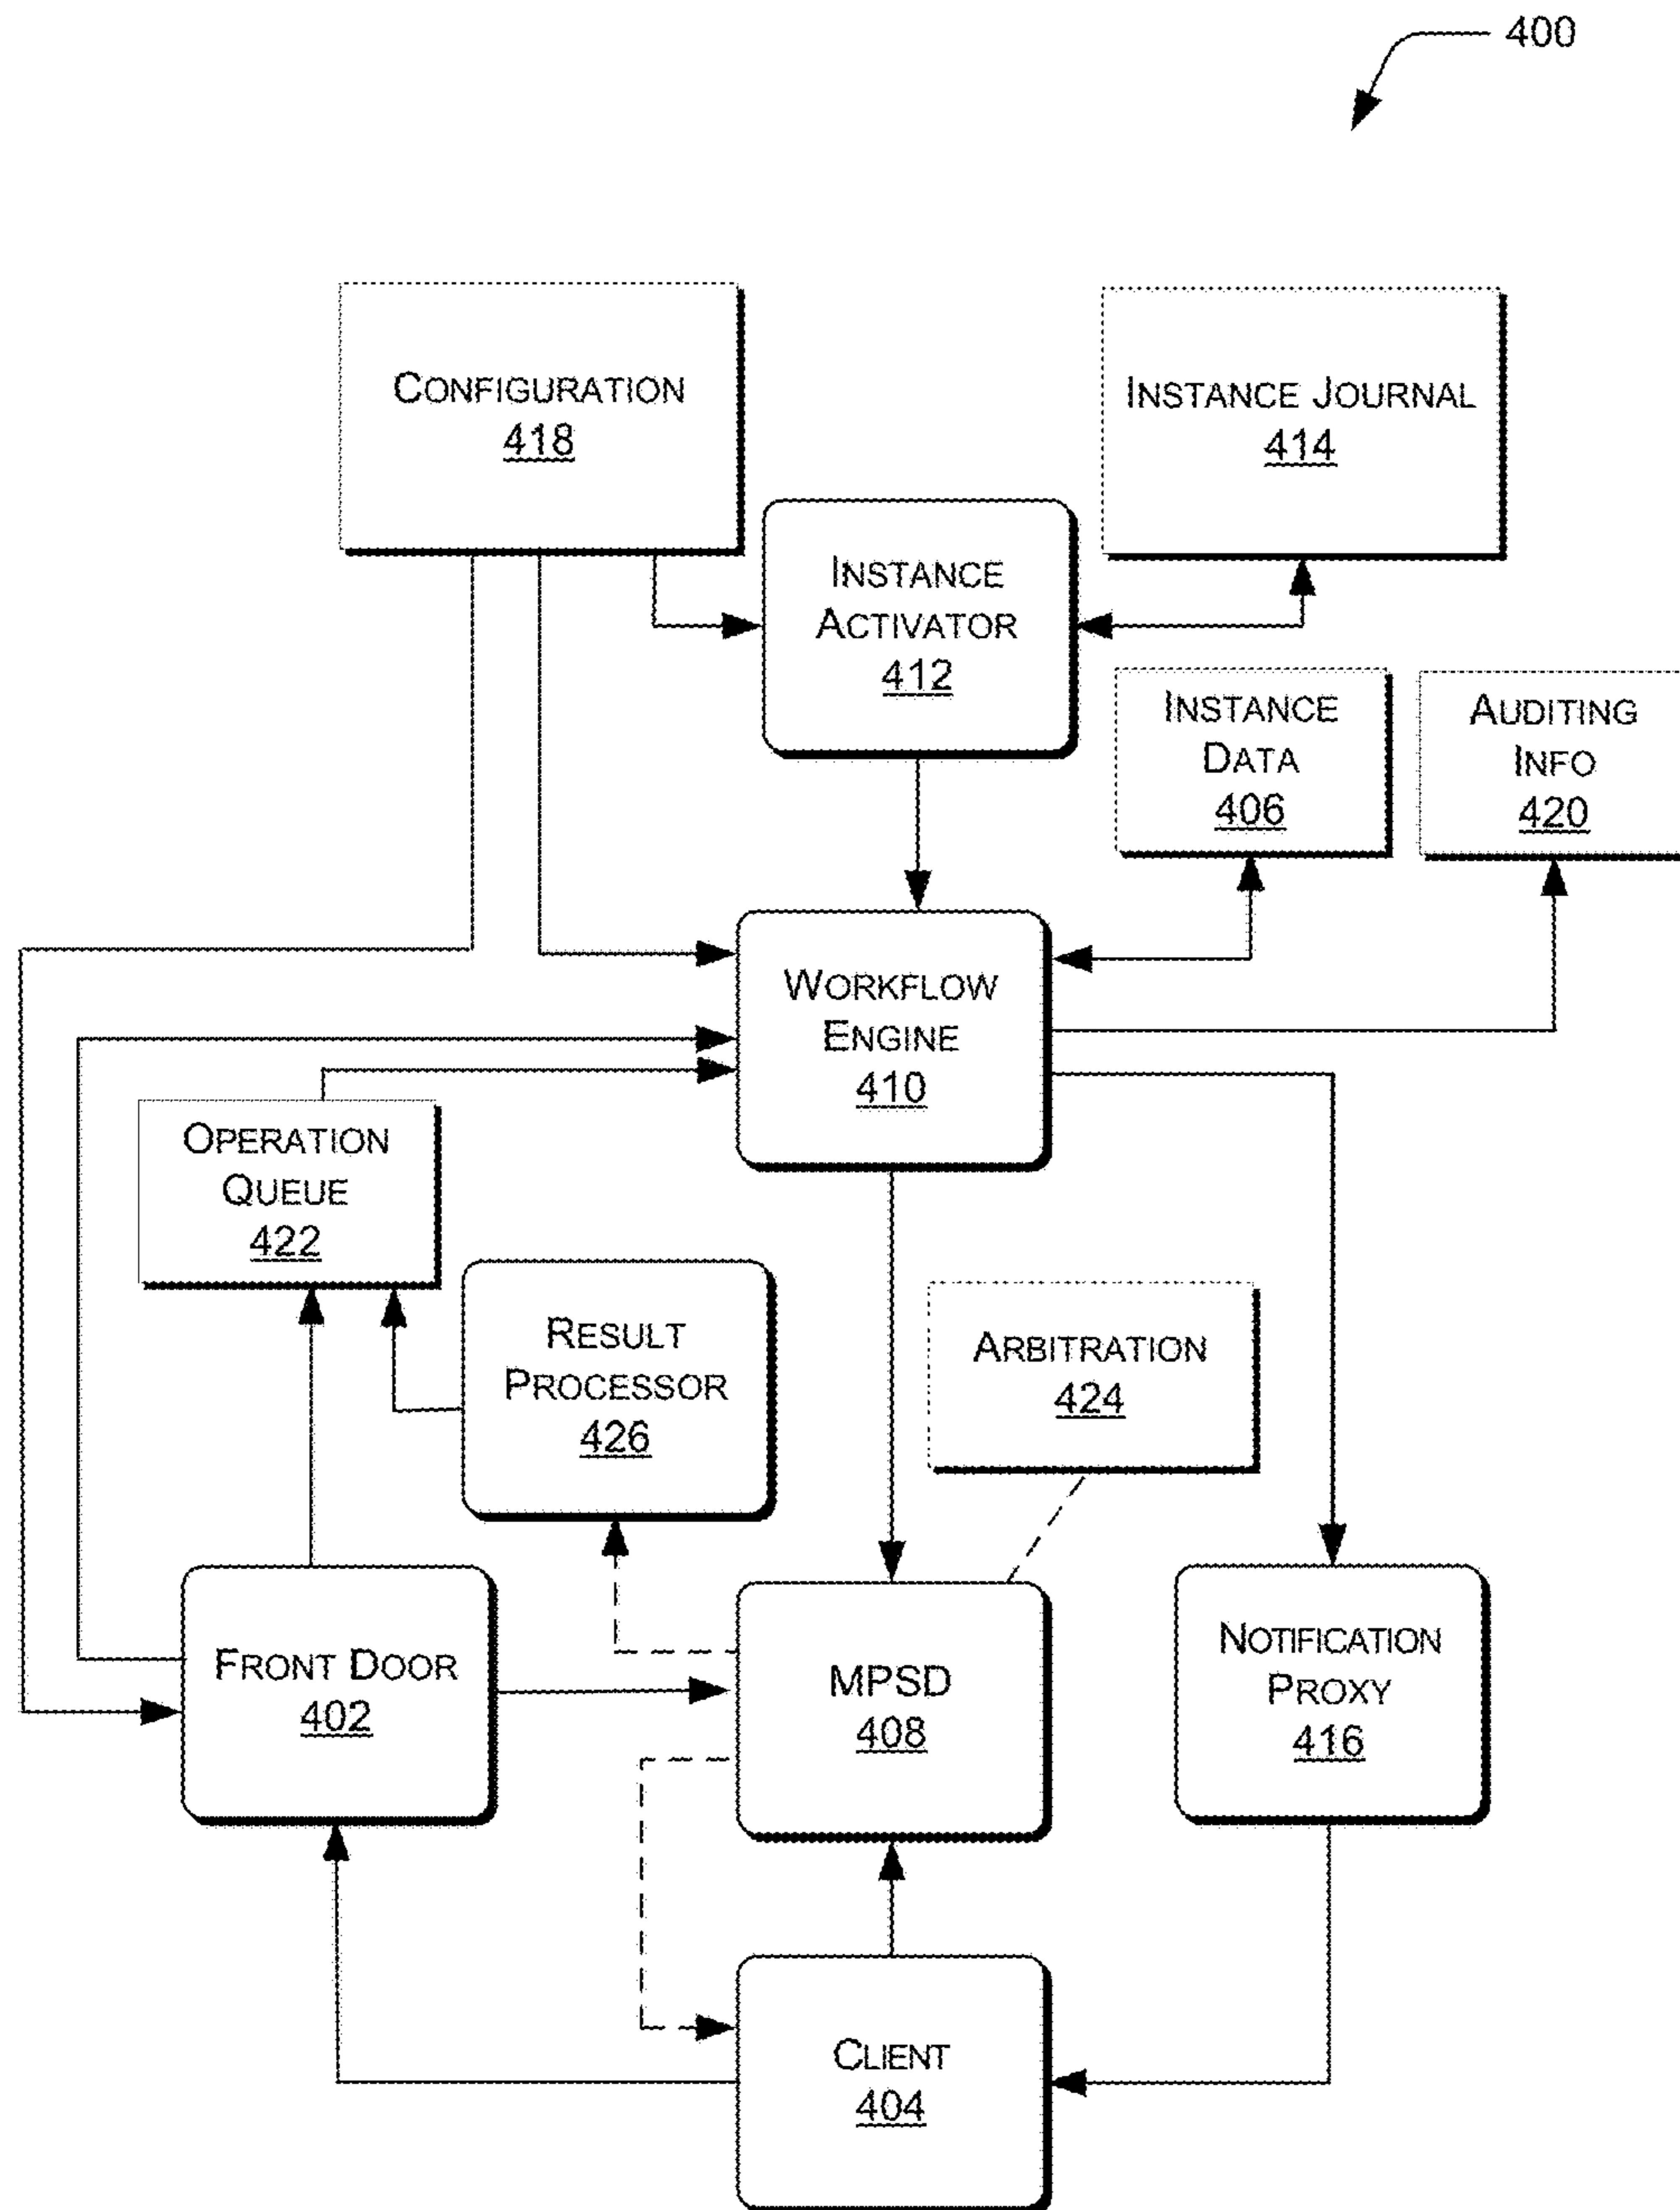 400
CONFIGURATION
418
INSTANCE JOURNAL
414
INSTANCE
ACTIVATOR
412
INSTANCE
DATA
406
AUDITING
INFO
420
WORKFLOW
ENGINE
410
OPERATION
QUEUE
422
RESULT
PROCESSOR
426
ARBITRATION
424
FRONT DOOR
402
MPSD
408
NOTIFICATION
PROXY
416
CLIENT
404